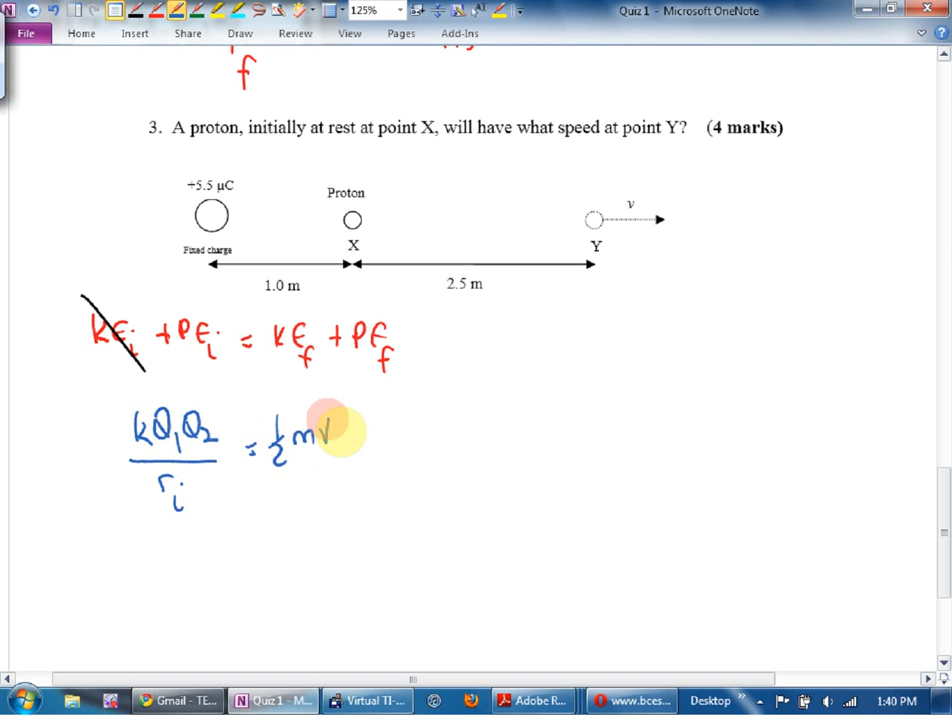 125%
Quiz 1 - Microsoft OneNote
File Home Insert Share Draw Review View Pages Add-Ins
f
3. A proton, initially at rest at point X, will have what speed at point Y? (4 marks)
+5.5 µC
Proton
v
Fixed charge
X
Y
1.0 m
2.5 m
KEi + PEi = KEf + PEf
kQ1Q2 / ri = 1/2 mv
Gmail - TE... Quiz 1 - M... Virtual TI-... Adobe R... www.bces... Desktop 1:40 PM